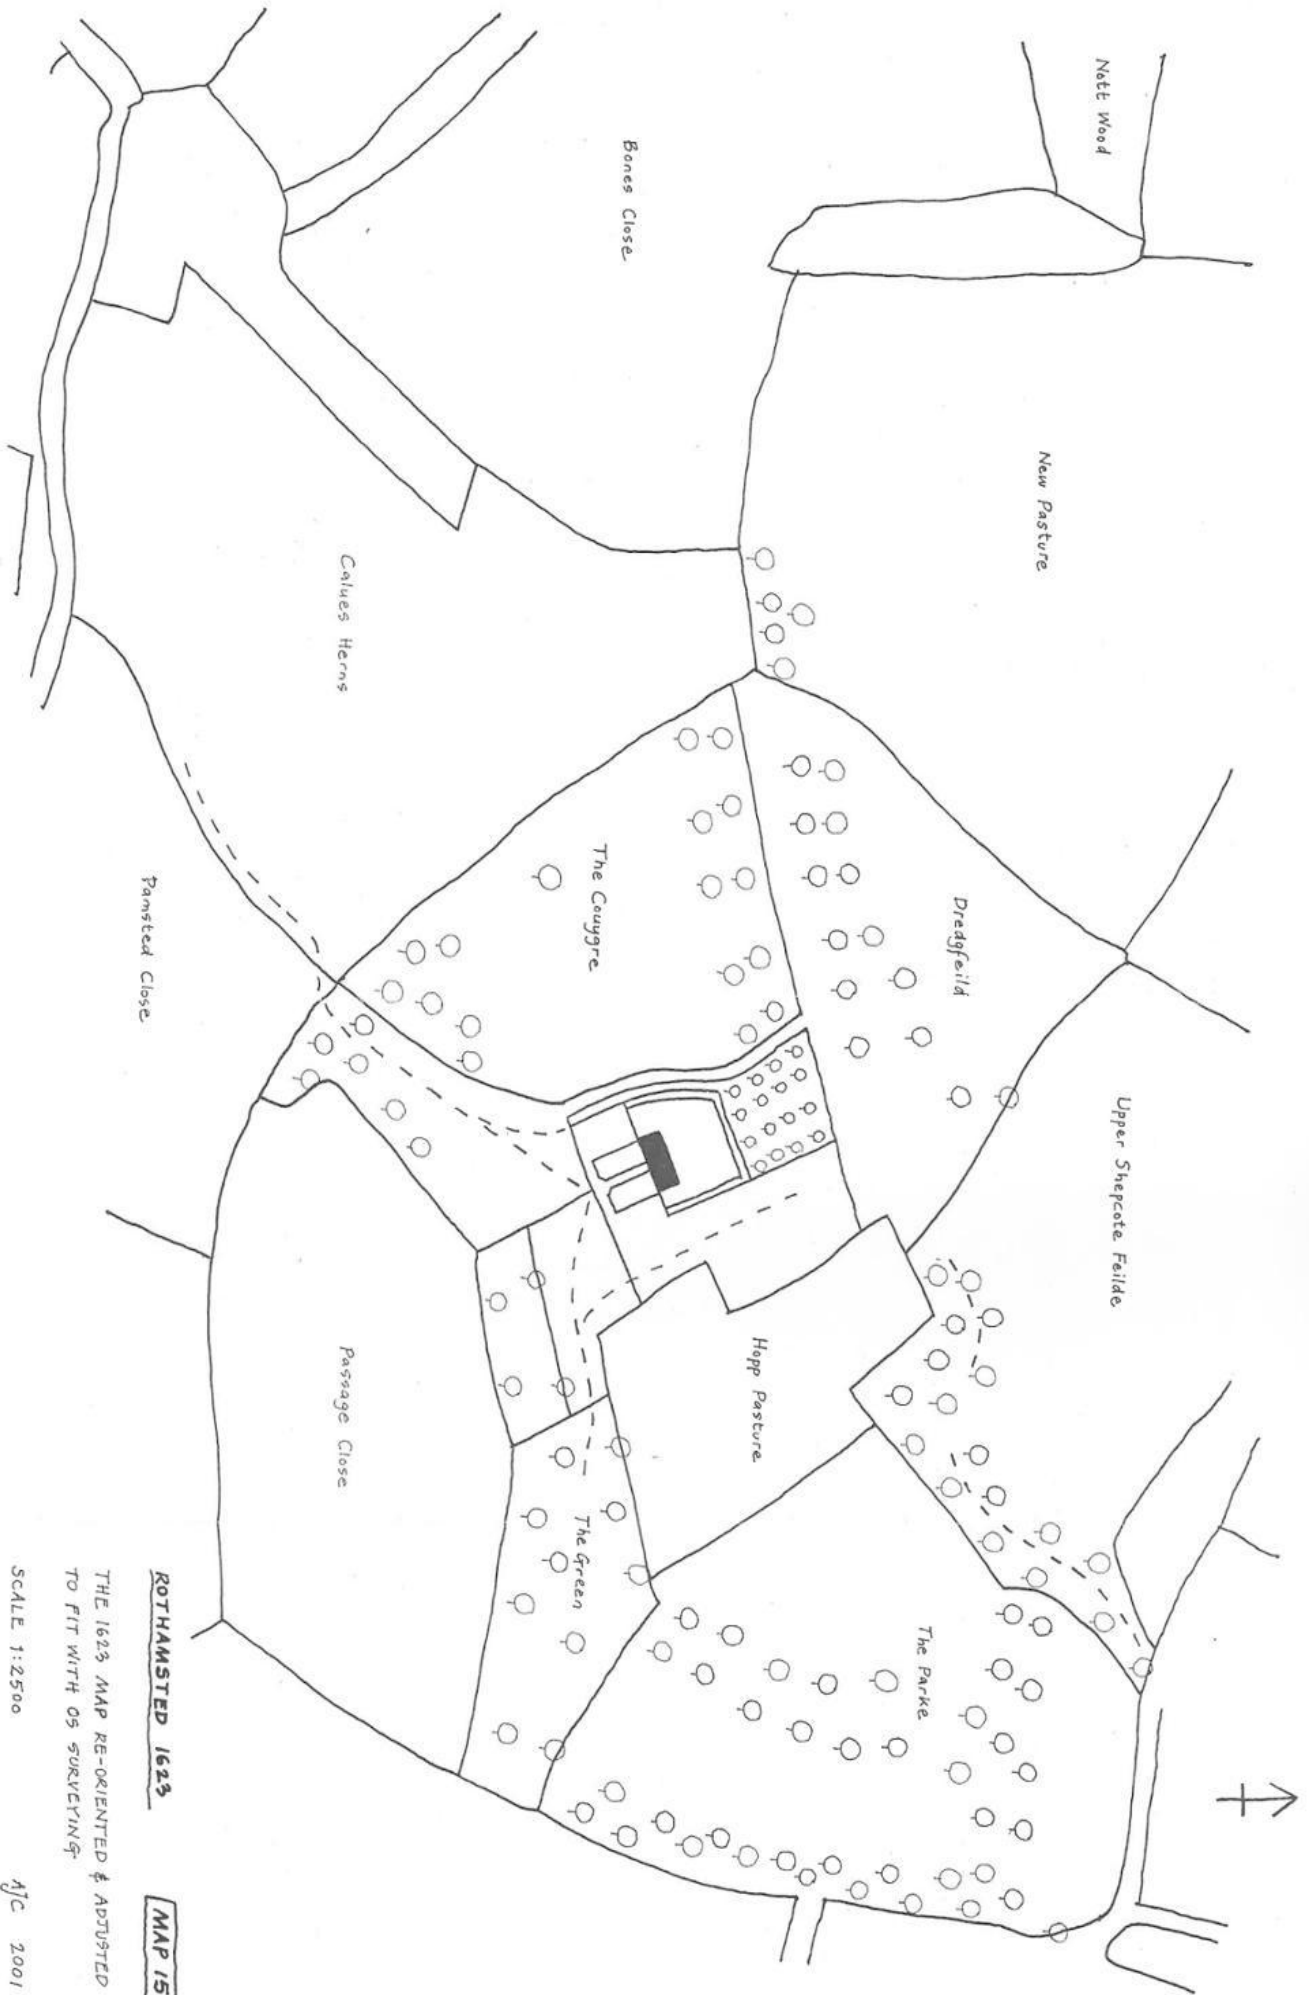 Nott Wood
New Pasture
Upper Shepcote Feilde
Dredgfeild
The Parke
Hopp Pasture
Bones Close
The Couygre
The Green
Calues Herns
Passage Close
Pamsted Close
ROTHAMSTED 1623
MAP 15
THE 1623 MAP RE-ORIENTED & ADJUSTED
TO FIT WITH OS SURVEYING
SCALE 1:2500
AJC 2001